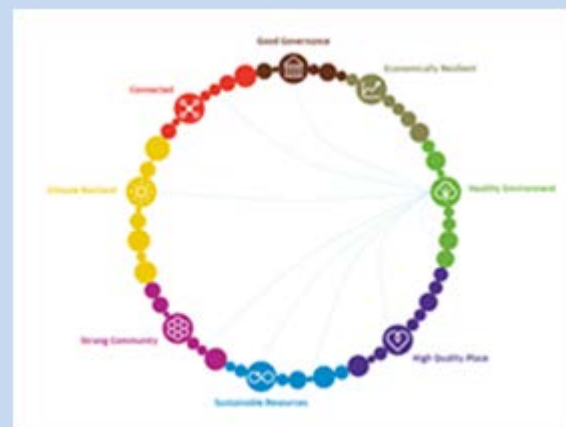 Good Governance
Economically Resilient
Connected
Climate Resilient
Healthy Environment
Strong Community
High Quality Place
Sustainable Resources